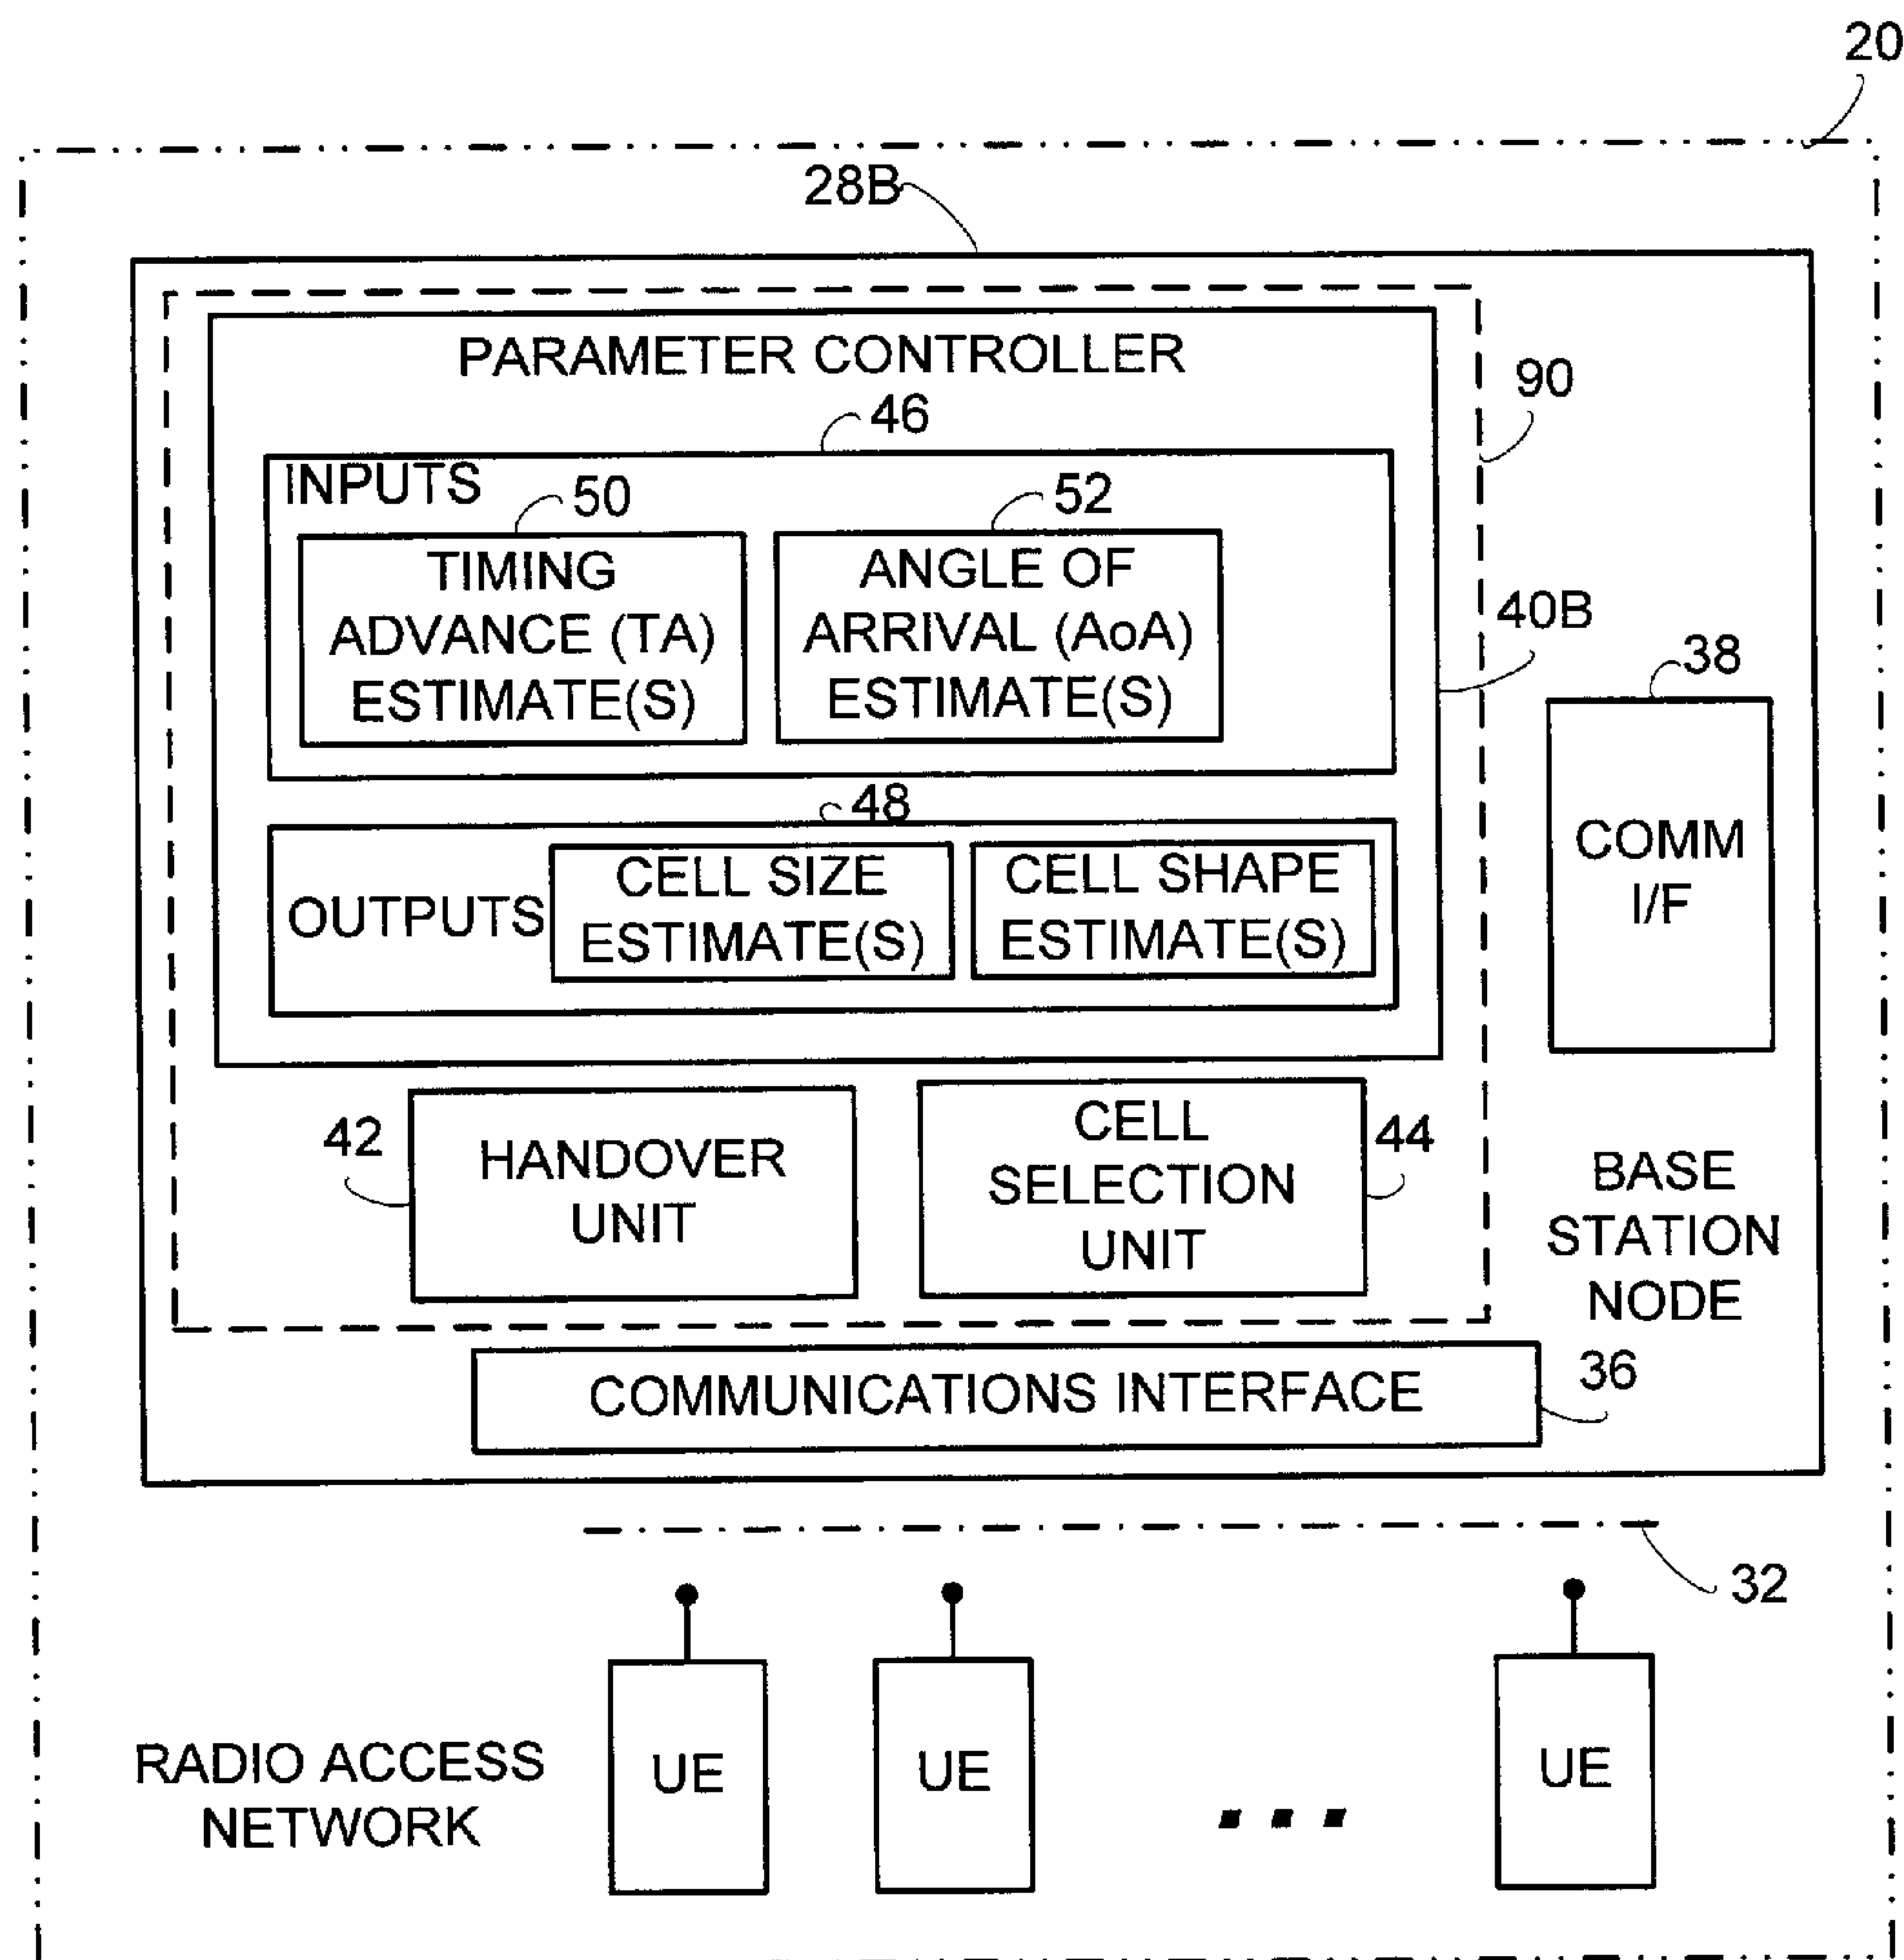 20
28B
PARAMETER CONTROLLER
90
46
INPUTS
50
52
TIMING
ADVANCE (TA)
ESTIMATE(S)
ANGLE OF
ARRIVAL (AoA)
ESTIMATE(S)
40B
38
COMM
I/F
48
OUTPUTS
CELL SIZE
ESTIMATE(S)
CELL SHAPE
ESTIMATE(S)
42
HANDOVER
UNIT
CELL
SELECTION
UNIT
44
BASE
STATION
NODE
COMMUNICATIONS INTERFACE
36
32
RADIO ACCESS
NETWORK
UE
UE
UE